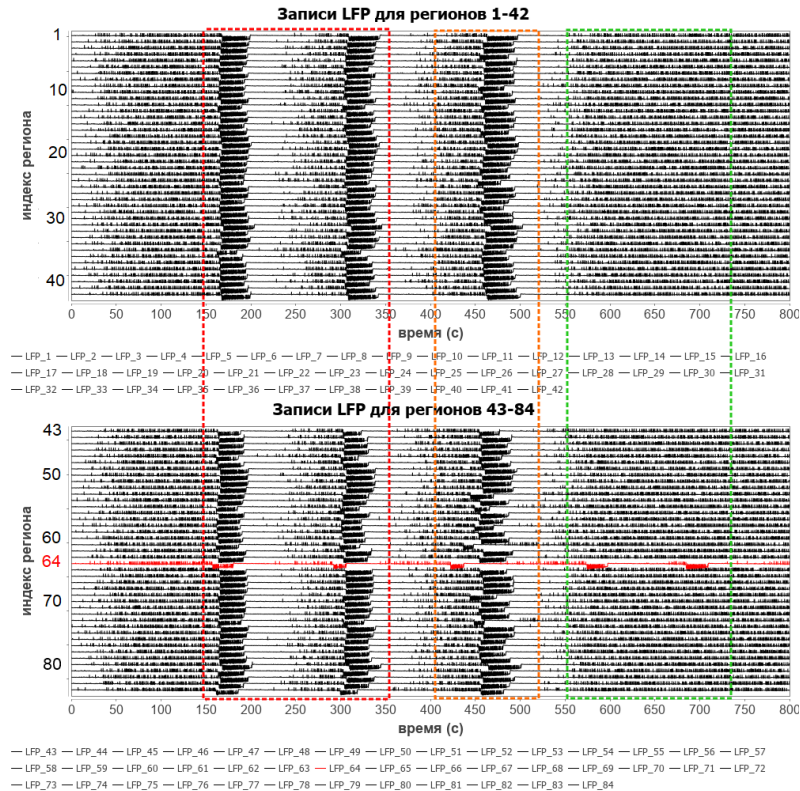 Записи LFP для регионов 1-42
индекс региона
1
10
20
30
40
0 50 100 150 200 250 300 350 400 450 500 550 600 650 700 750 800
время (с)
LFP_1 LFP_2 LFP_3 LFP_4 LFP_5 LFP_6 LFP_7 LFP_8 LFP_9 LFP_10 LFP_11 LFP_12 LFP_13 LFP_14 LFP_15 LFP_16
LFP_17 LFP_18 LFP_19 LFP_20 LFP_21 LFP_22 LFP_23 LFP_24 LFP_25 LFP_26 LFP_27 LFP_28 LFP_29 LFP_30 LFP_31
LFP_32 LFP_33 LFP_34 LFP_35 LFP_36 LFP_37 LFP_38 LFP_39 LFP_40 LFP_41 LFP_42
Записи LFP для регионов 43-84
индекс региона
43
50
60
64
70
80
0 50 100 150 200 250 300 350 400 450 500 550 600 650 700 750 800
время (с)
LFP_43 LFP_44 LFP_45 LFP_46 LFP_47 LFP_48 LFP_49 LFP_50 LFP_51 LFP_52 LFP_53 LFP_54 LFP_55 LFP_56 LFP_57
LFP_58 LFP_59 LFP_60 LFP_61 LFP_62 LFP_63 LFP_64 LFP_65 LFP_66 LFP_67 LFP_68 LFP_69 LFP_70 LFP_71 LFP_72
LFP_73 LFP_74 LFP_75 LFP_76 LFP_77 LFP_78 LFP_79 LFP_80 LFP_81 LFP_82 LFP_83 LFP_84